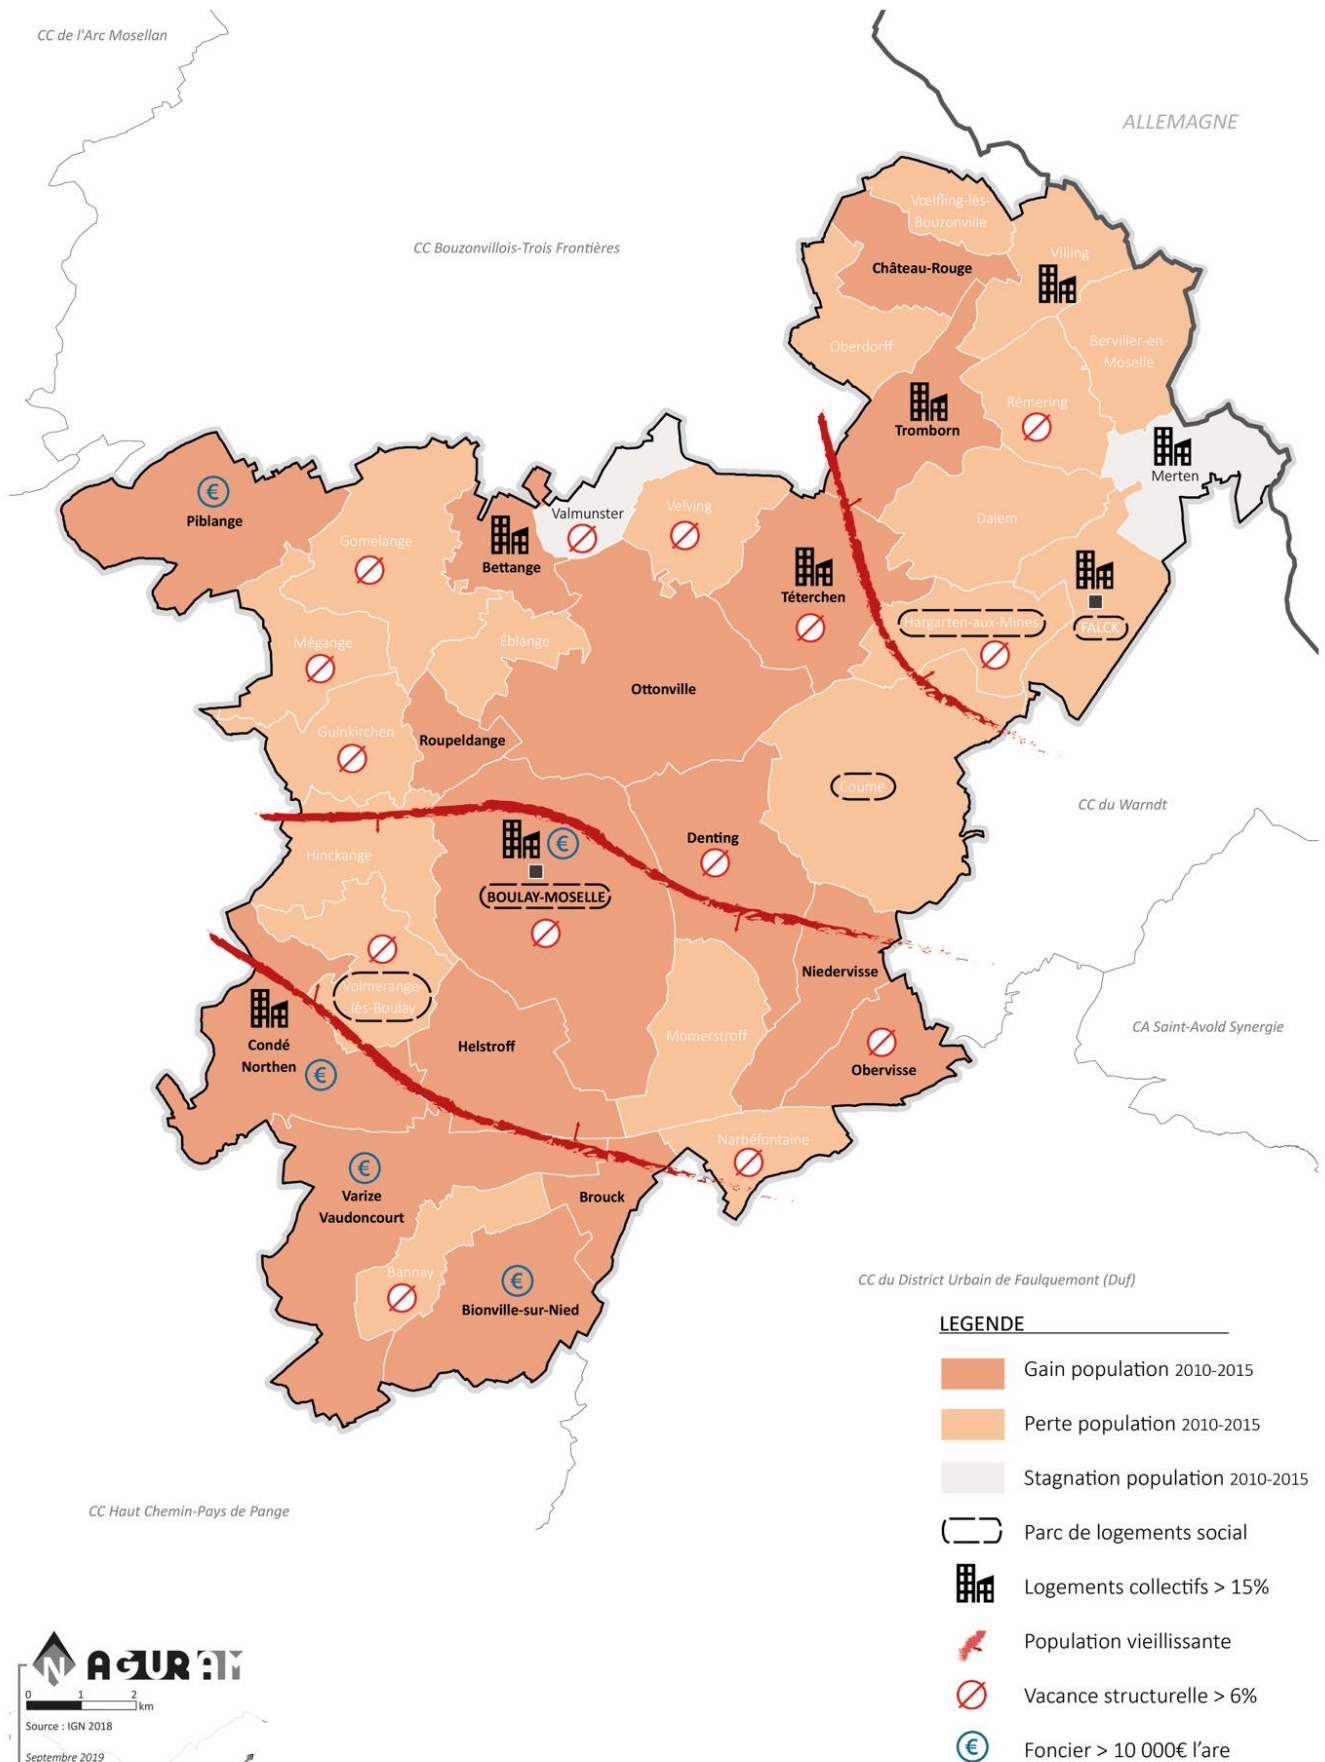 CC de l'Arc Mosellan
ALLEMAGNE
Vœlfling-lès-
Bouzonville
CC Bouzonvillois-Trois Frontières
Villing
Château-Rouge
Oberdorff
Berviller-en-
Moselle
Rémering
Tromborn
Merten
Piblange
Valmunster
Velving
Dalem
Gomelange
Bettange
Téterchen
Hargarten-aux-Mines
FALCK
Mégange
Éblange
Ottonville
Guinkirchen
Roupeldange
Coume
CC du Warndt
Denting
Hinckange
BOULAY-MOSELLE
Niedervisse
Volmerange-
lès-Boulay
CA Saint-Avold Synergie
Momerstroff
Condé
Northen
Helstroff
Obervisse
Narbéfontaine
Varize
Vaudoncourt
Brouck
Bannay
Bionville-sur-Nied
CC du District Urbain de Faulquemont (Duf)
LEGENDE
Gain population 2010-2015
Perte population 2010-2015
Stagnation population 2010-2015
CC Haut Chemin-Pays de Pange
Parc de logements social
Logements collectifs > 15%
Population vieillissante
Vacance structurelle > 6%
Foncier > 10 000€ l'are
N AGURAM
0 1 2
km
Source : IGN 2018
Septembre 2019